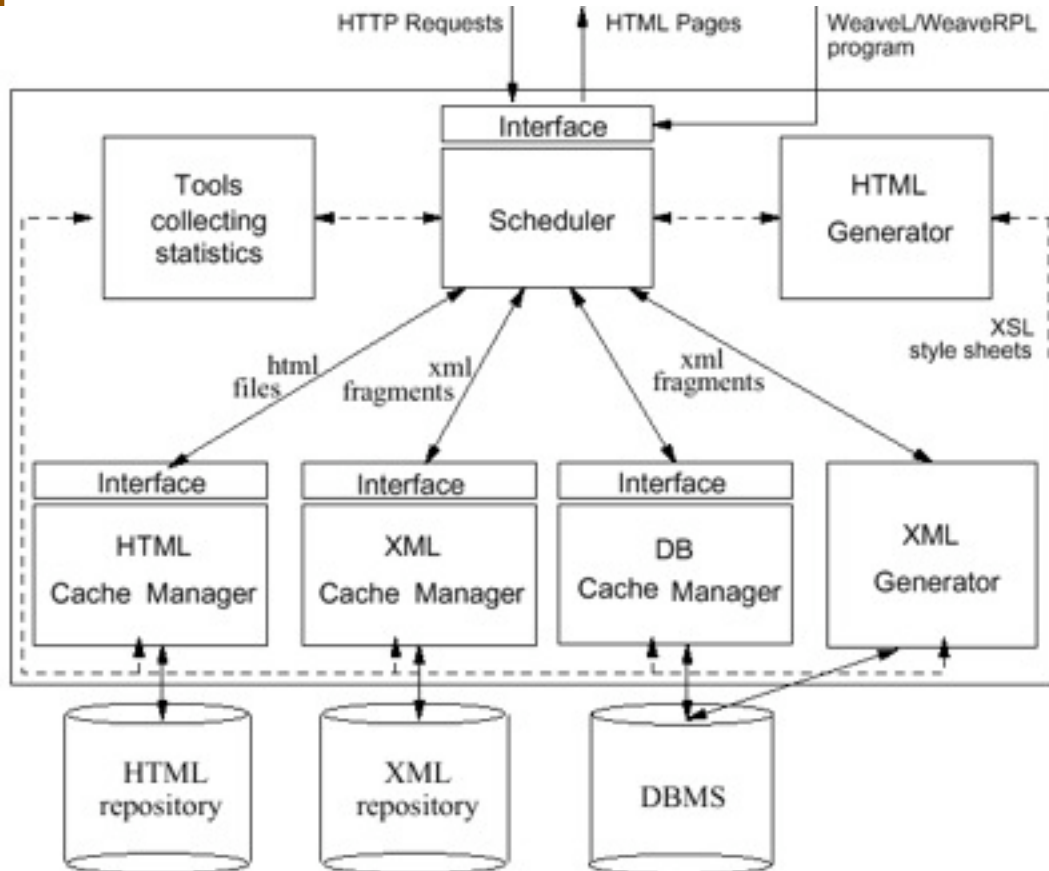 HTTP Requests
HTML Pages
WeaveL/WeaveRPL
program
Interface
Tools
collecting
statistics
Scheduler
HTML
Generator
XSL
style sheets
html
files
xml
fragments
xml
fragments
Interface
Interface
Interface
HTML
Cache Manager
XML
Cache Manager
DB
Cache Manager
XML
Generator
HTML
repository
XML
repository
DBMS